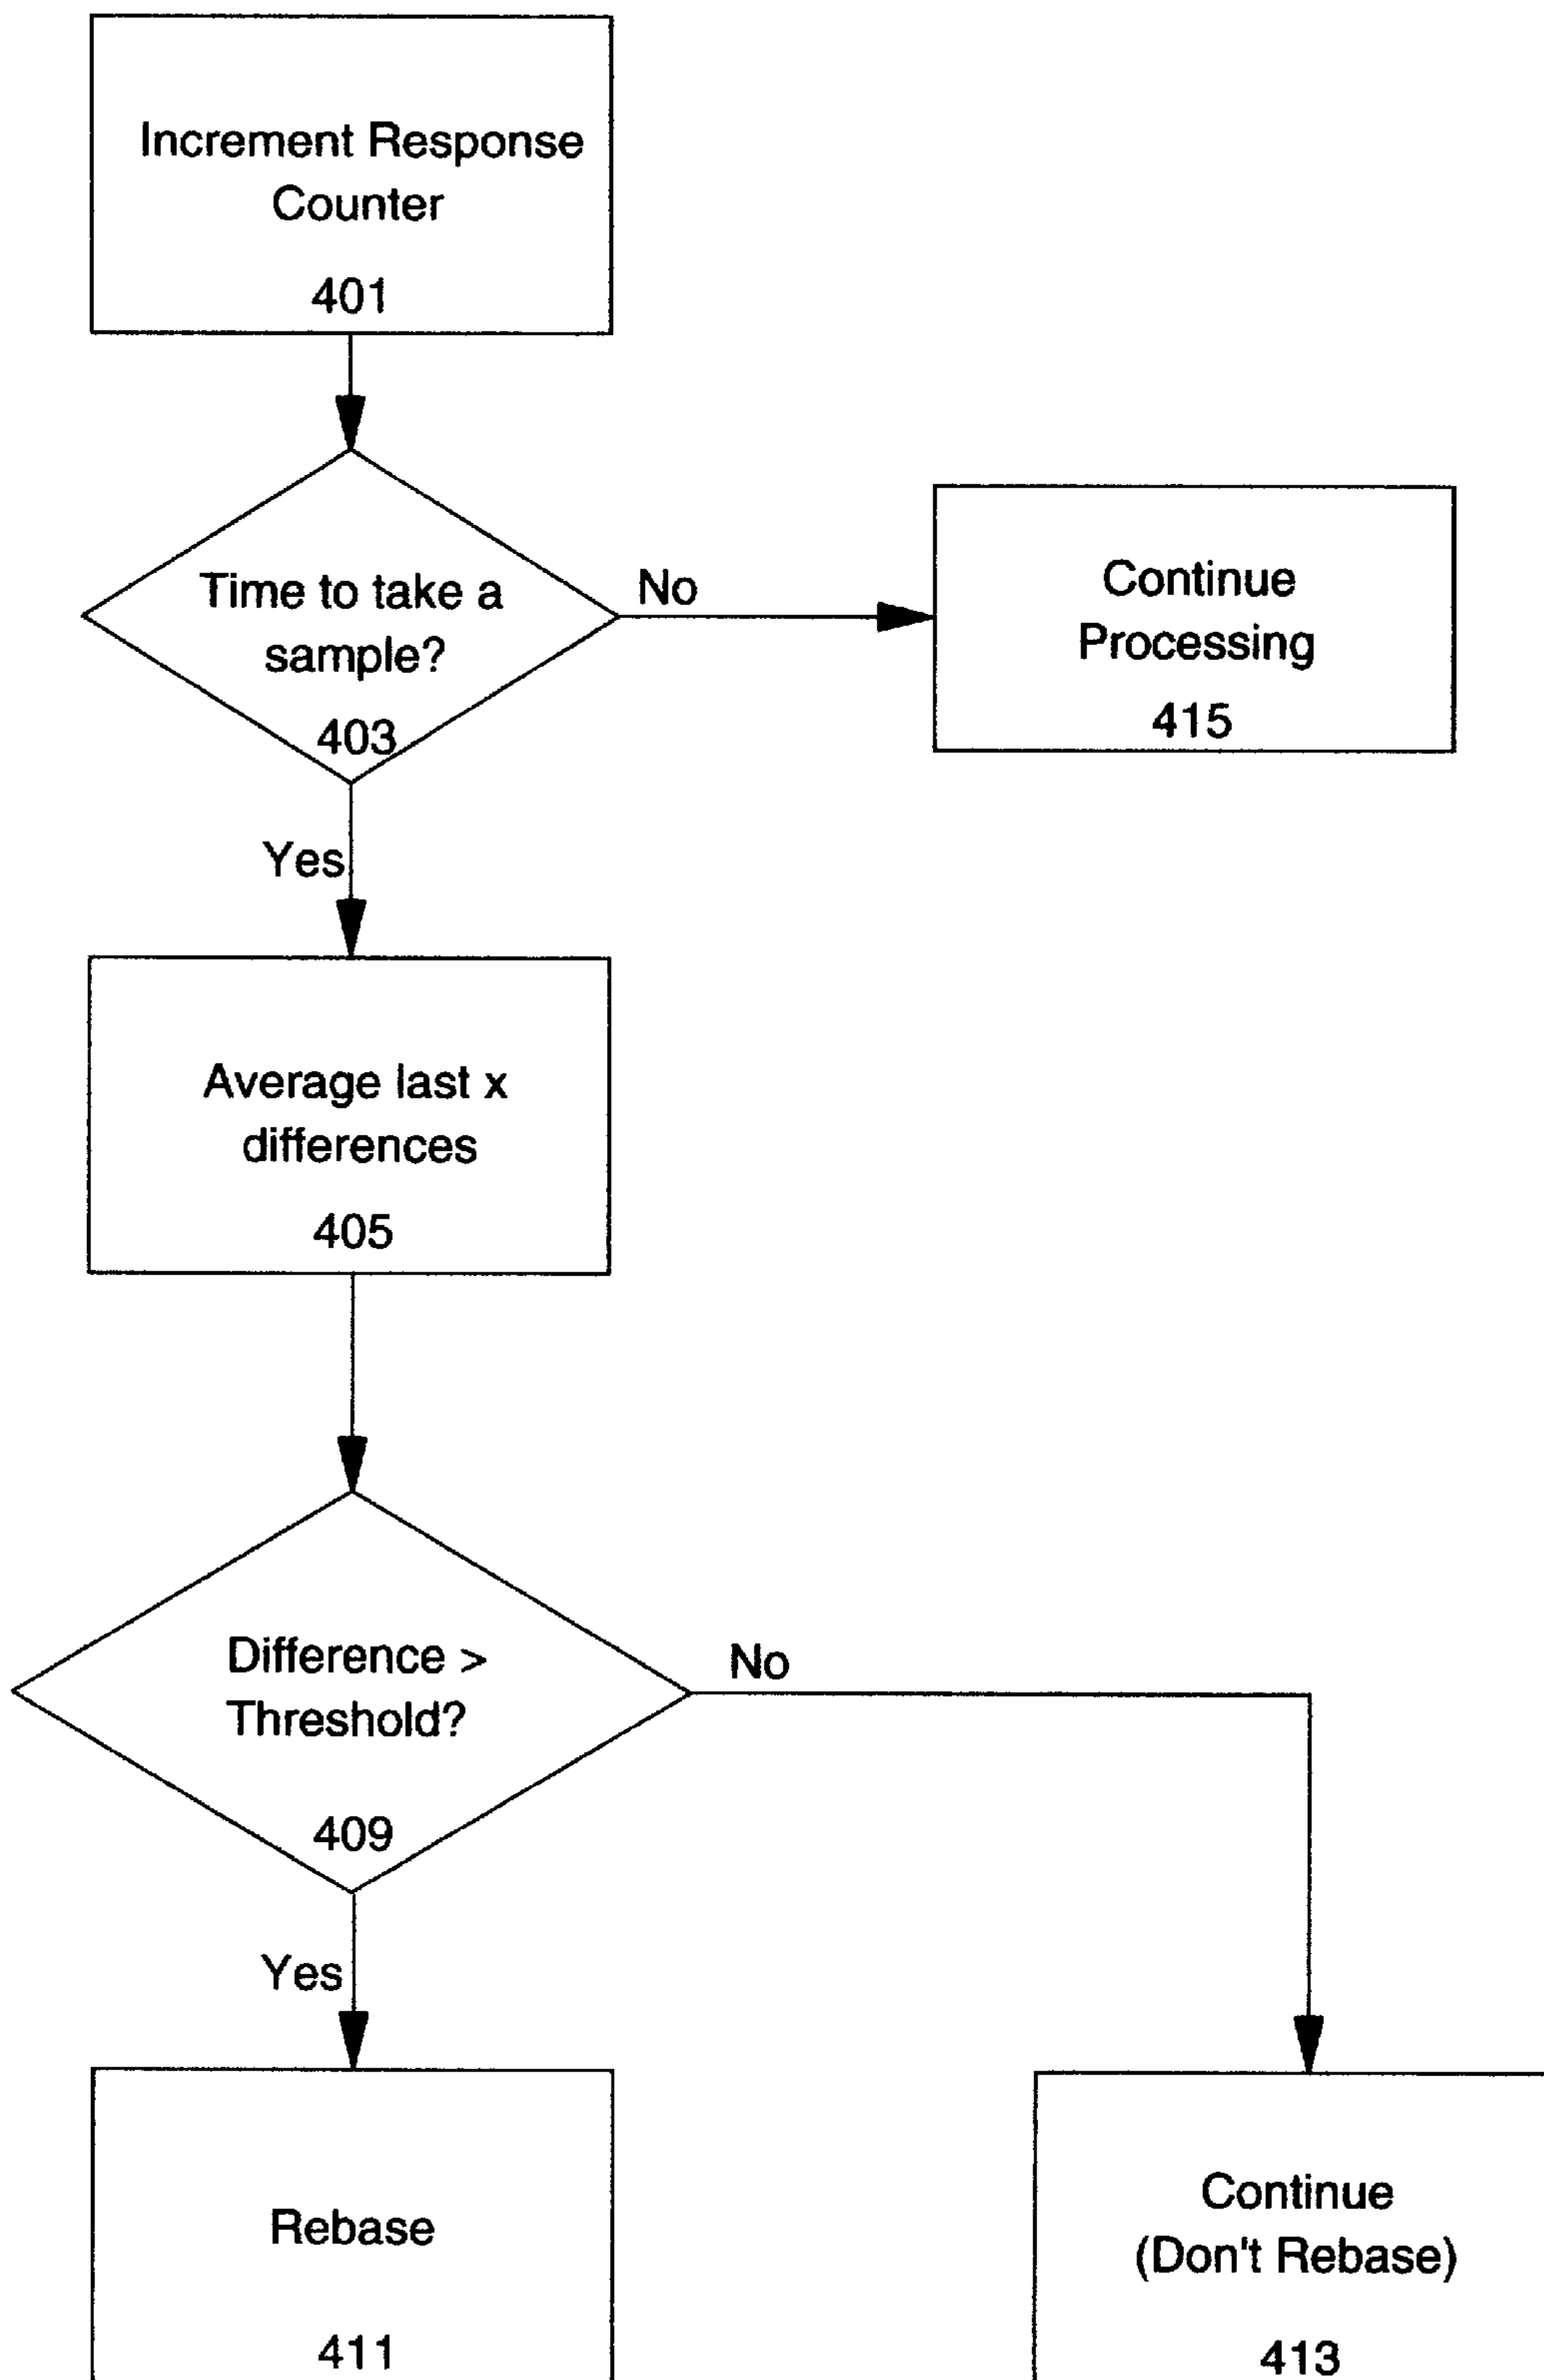 Increment Response
Counter
401
Time to take a
sample?
403
No
Continue
Processing
415
Yes
Average last x
differences
405
Difference >
Threshold?
409
No
Yes
Rebase
411
Continue
(Don't Rebase)
413